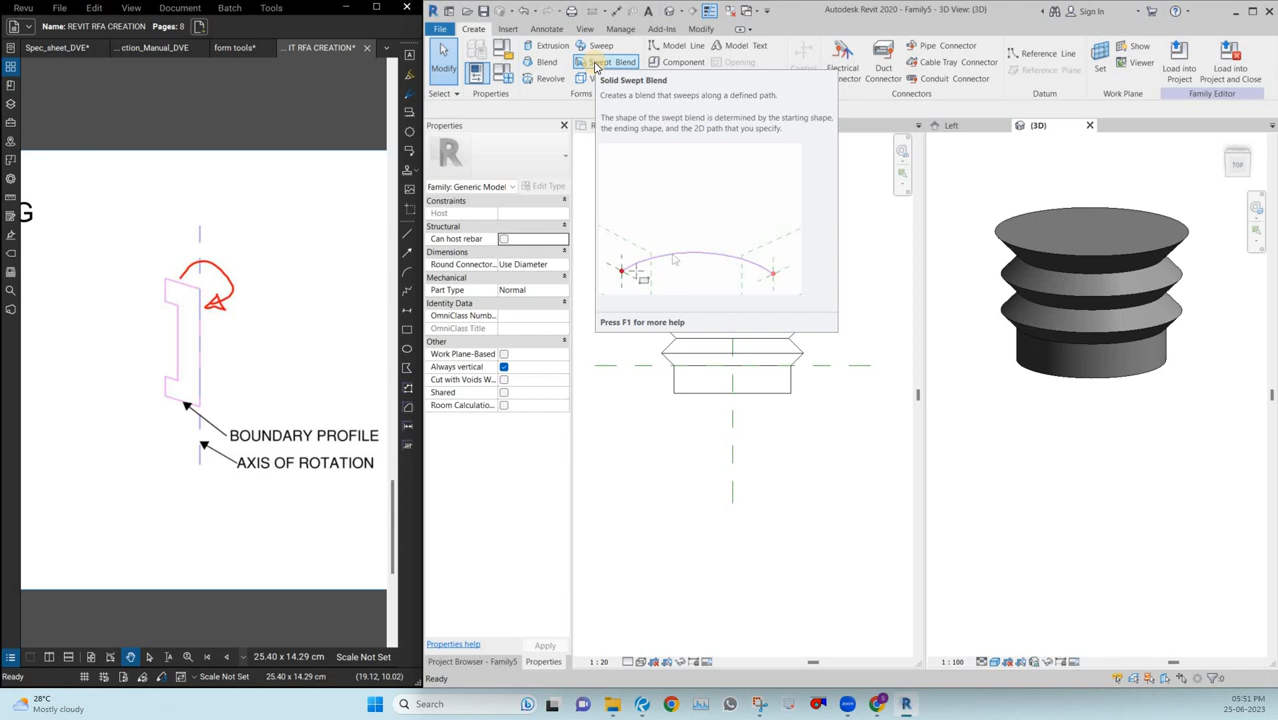 Revu File Edit View Document Batch Tools
Name: REVIT RFA CREATION Pages: 8
Spec_sheet_DVE* ...ction_Manual_DVE form tools* ... IT RFA CREATION*
G
BOUNDARY PROFILE
AXIS OF ROTATION
25.40 x 14.29 cm Scale Not Set
Scale Not Set 25.40 x 14.29 cm (19.12, 10.02)
Autodesk Revit 2023 - Family5 - 3D View: {3D}
Sign In
File Create Insert Annotate View Manage Add-Ins Modify
Modify
Select
Properties
Extrusion Sweep
Blend Swept Blend
Revolve
Forms
Model Line Model Text
Component Opening
Electrical
Pipe Connector
Cable Tray Connector
Duct
Connector Conduit Connector
Connectors
Reference
Line
Reference
Plane
Datum
Set
Show
Viewer
Work Plane
Load into
Project
Load into
Project and Close
Family Editor
Solid Swept Blend
Creates a blend that sweeps along a defined path.
The shape of the swept blend is determined by the starting shape,
the ending shape, and the 2D path that you specify.
Press F1 for more help
Left
{3D}
TOP
Properties
R
Family: Generic Model Edit Type
Constraints
Host
Structural
Can host rebar
Dimensions
Round Connector... Use Diameter
Mechanical
Part Type Normal
Identity Data
OmniClass Numb...
OmniClass Title
Other
Work Plane-Based
Always vertical
Cut with Voids W...
Shared
Room Calculatio...
Properties help Apply
Project Browser - Family5 Properties
1 : 20
1 : 100
Ready
:0
28°C
Mostly cloudy
Search
05:51 PM
25-06-2023